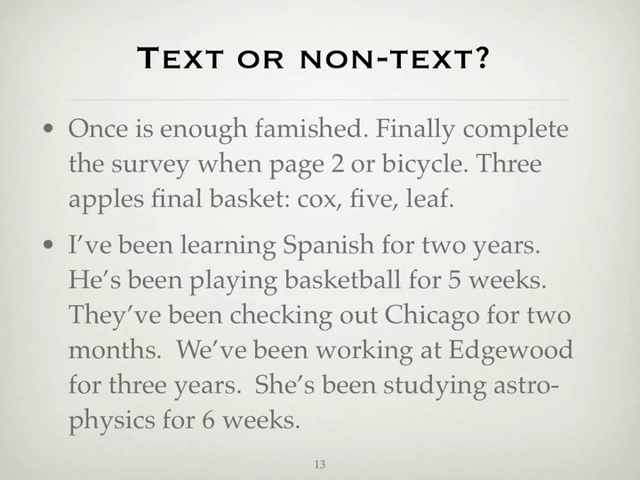 TEXT OR NON-TEXT?
• Once is enough famished. Finally complete
the survey when page 2 or bicycle. Three
apples final basket: cox, five, leaf.
• I’ve been learning Spanish for two years.
He’s been playing basketball for 5 weeks.
They’ve been checking out Chicago for two
months.  We’ve been working at Edgewood
for three years.  She’s been studying astro-
physics for 6 weeks.
13